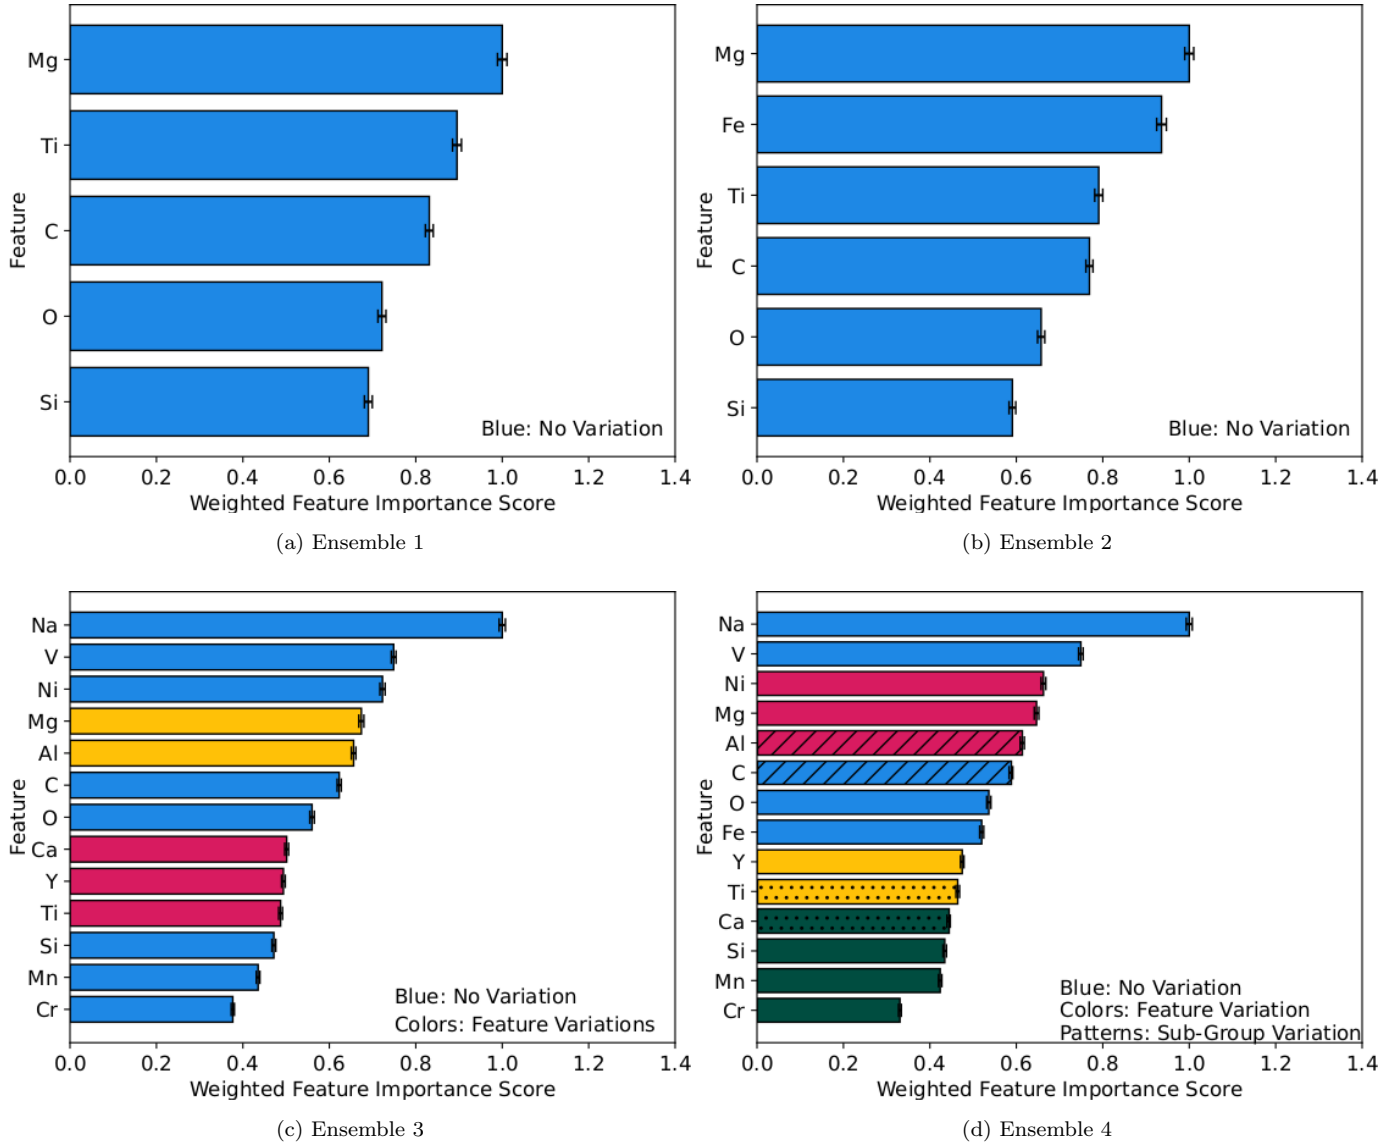 Mg
Ti
C
O
Si
Feature
Blue: No Variation
0.0 0.2 0.4 0.6 0.8 1.0 1.2 1.4
Weighted Feature Importance Score
(a) Ensemble 1
Mg
Fe
Ti
C
O
Si
Feature
Blue: No Variation
0.0 0.2 0.4 0.6 0.8 1.0 1.2 1.4
Weighted Feature Importance Score
(b) Ensemble 2
Na
V
Ni
Mg
Al
C
O
Ca
Y
Ti
Si
Mn
Cr
Feature
Blue: No Variation
Colors: Feature Variations
0.0 0.2 0.4 0.6 0.8 1.0 1.2 1.4
Weighted Feature Importance Score
(c) Ensemble 3
Na
V
Ni
Mg
Al
C
O
Fe
Y
Ti
Ca
Si
Mn
Cr
Feature
Blue: No Variation
Colors: Feature Variation
Patterns: Sub-Group Variation
0.0 0.2 0.4 0.6 0.8 1.0 1.2 1.4
Weighted Feature Importance Score
(d) Ensemble 4